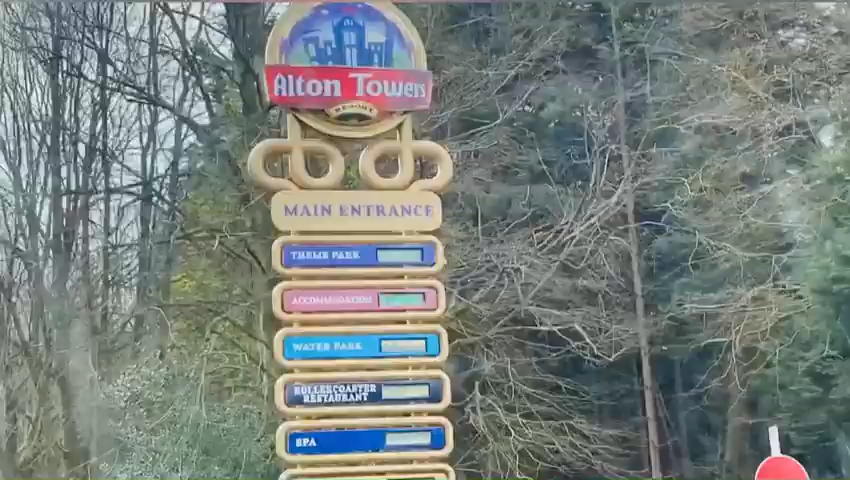 Alton Towers
RESORT
MAIN ENTRANCE
THEME PARK
ACCOMMODATION
WATER PARK
ROLLERCOASTER
RESTAURANT
SPA